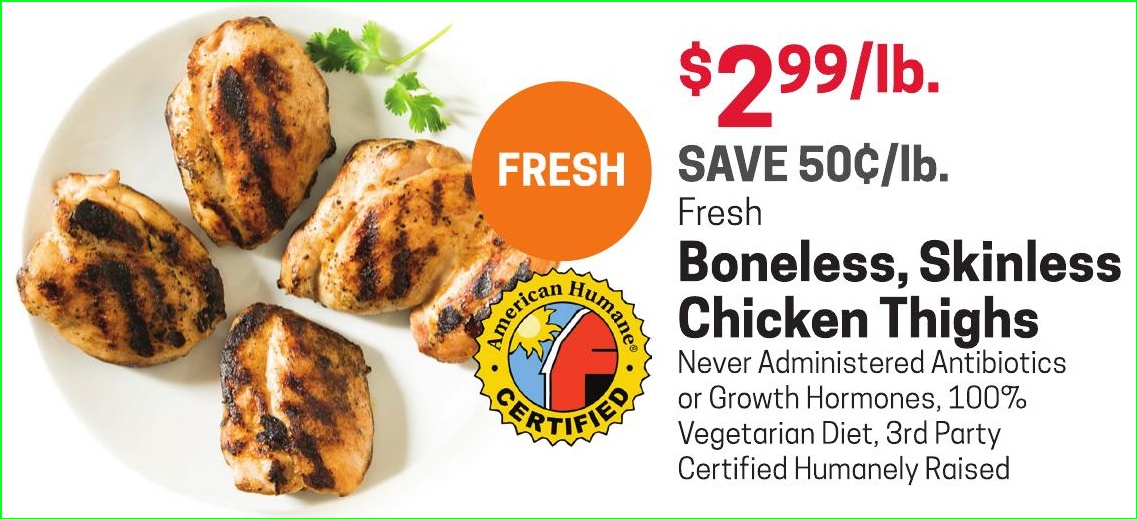 $2.99/lb.
SAVE 50¢/lb.
Fresh
Boneless, Skinless
Chicken Thighs
Never Administered Antibiotics
or Growth Hormones, 100%
Vegetarian Diet, 3rd Party
Certified Humanely Raised
FRESH
American Humane®
CERTIFIED